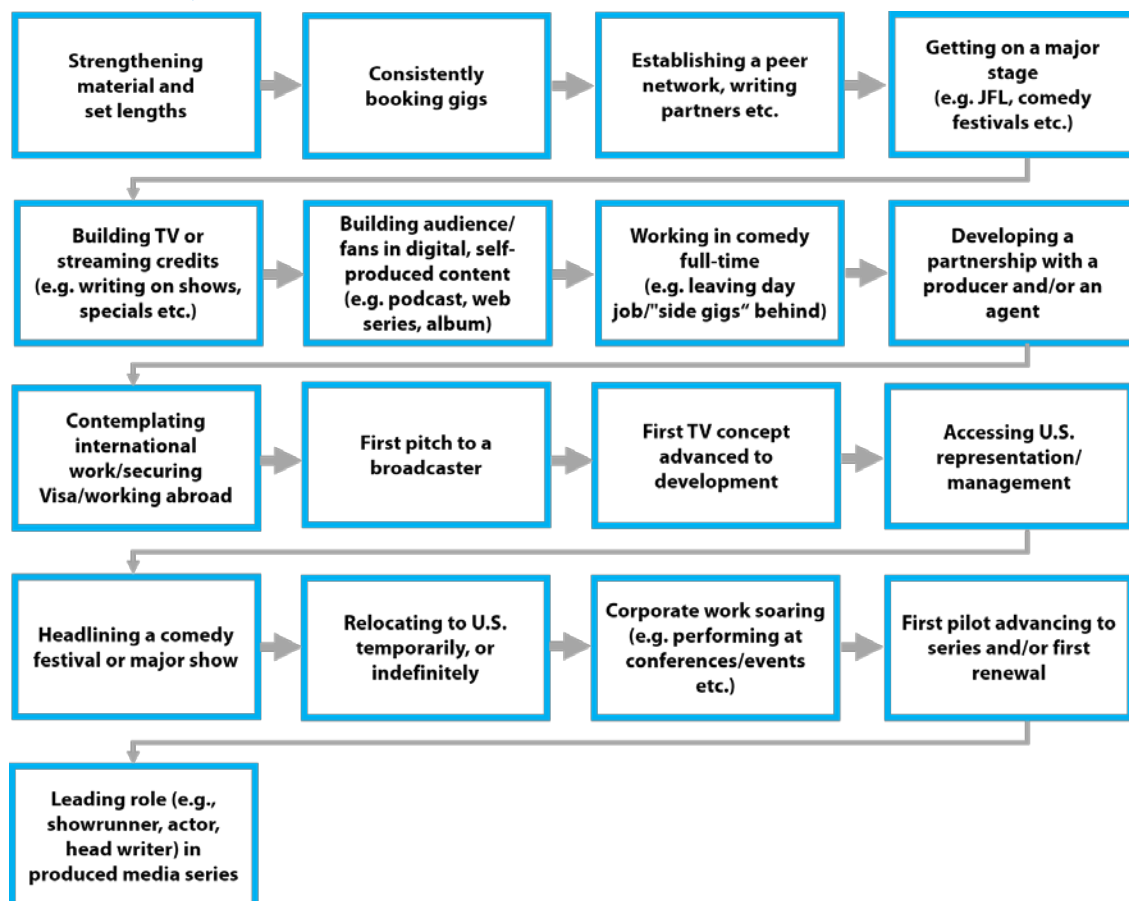 Strengthening
material and
set lengths
Consistently
booking gigs
Establishing a peer
network, writing
partners etc.
Getting on a major
stage
(e.g. JFL, comedy
festivals etc.)
Building TV or
streaming credits
(e.g. writing on shows,
specials etc.)
Building audience/
fans in digital, self-
produced content
(e.g. podcast, web
series, album)
Working in comedy
full-time
(e.g. leaving day
job/"side gigs“ behind)
Developing a
partnership with a
producer and/or an
agent
Contemplating
international
work/securing
Visa/working abroad
First pitch to a
broadcaster
First TV concept
advanced to
development
Accessing U.S.
representation/
management
Headlining a comedy
festival or major show
Relocating to U.S.
temporarily, or
indefinitely
Corporate work soaring
(e.g. performing at
conferences/events
etc.)
First pilot advancing to
series and/or first
renewal
Leading role (e.g.,
showrunner, actor,
head writer) in
produced media series